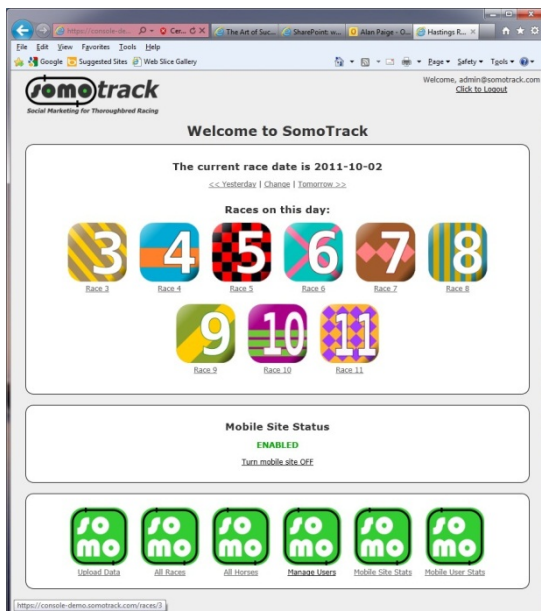 https://console-de...
Cer...
The Art of Suc...
SharePoint: w...
Alan Paige - O...
Hastings R...
File Edit View Favorites Tools Help
Google Suggested Sites Web Slice Gallery
Page Safety Tools
somotrack
Social Marketing for Thoroughbred Racing
Welcome, admin@somotrack.com
Click to Logout
Welcome to SomoTrack
The current race date is 2011-10-02
<< Yesterday | Change | Tomorrow >>
Races on this day:
3 4 5 6 7 8
Race 3 Race 4 Race 5 Race 6 Race 7 Race 8
9 10 11
Race 9 Race 10 Race 11
Mobile Site Status
ENABLED
Turn mobile site OFF
so so so so so so
mo mo mo mo mo mo
Upload Data All Races All Horses Manage Users Mobile Site Stats Mobile User Stats
https://console-demo.somotrack.com/races/3